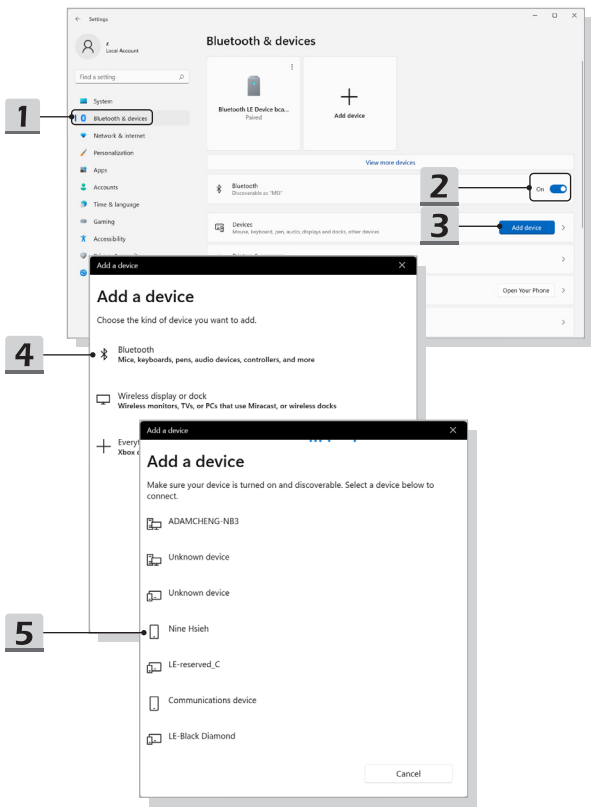 Settings
z
Local Account
Find a setting
System
Bluetooth & devices
Network & internet
Personalization
Apps
Accounts
Time & language
Gaming
Accessibility
Bluetooth & devices
Bluetooth LE Device bca...
Paired
Add device
View more devices
Bluetooth
Discoverable as "MSI"
On
Devices
Mouse, keyboard, pen, audio, displays and docks, other devices
Add device
Open Your Phone
1
2
3
Add a device
Add a device
Choose the kind of device you want to add.
Bluetooth
Mice, keyboards, pens, audio devices, controllers, and more
Wireless display or dock
Wireless monitors, TVs, or PCs that use Miracast, or wireless docks
Xbox
4
Add a device
Add a device
Make sure your device is turned on and discoverable. Select a device below to
connect.
ADAMCHENG-NB3
Unknown device
Unknown device
Nine Hsieh
LE-reserved_C
Communications device
LE-Black Diamond
Cancel
5